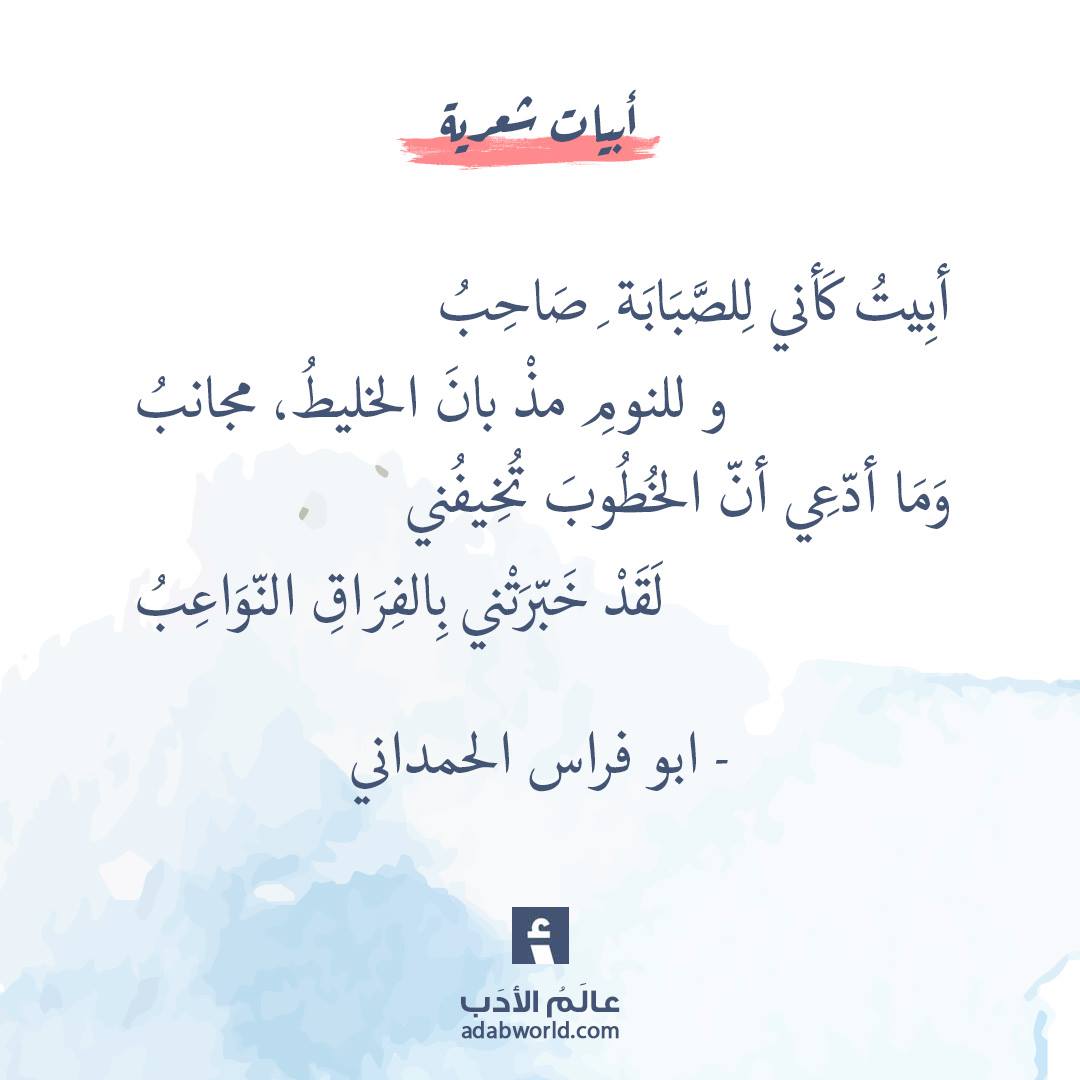 أبيات شعرية
أبِيتُ كَأني لِلصَّبَابَة ِ صَاحِبُ
و للنومِ مذْ بانَ الخليطُ، مجانبُ
وَمَا أدّعِي أنّ الخُطُوبَ تُخِيفُني
لَقَدْ خَبّرَتْني بِالفِرَاقِ النّوَاعِبُ
- ابو فراس الحمداني
أ
عالَمُ الأدَب
adabworld.com